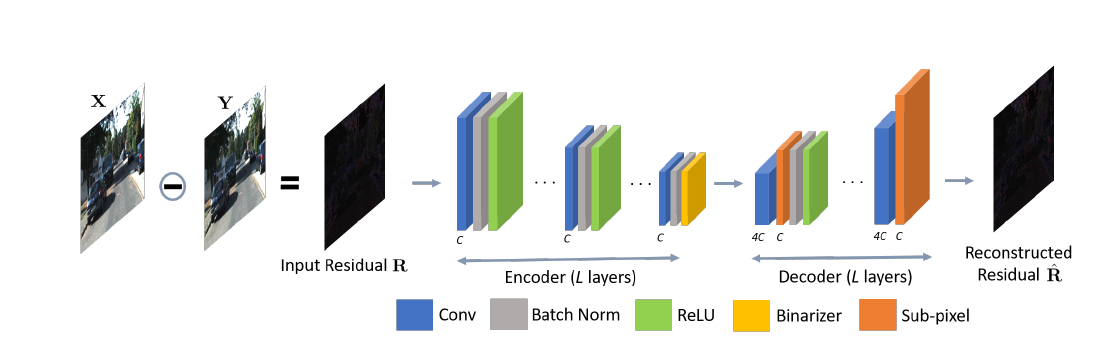 X
Y
−
=
. . .
. . .
. . .
C
C
C
4C C
4C C
Input Residual R
Encoder (L layers)
Decoder (L layers)
Reconstructed
Residual R̂
Conv
Batch Norm
ReLU
Binarizer
Sub-pixel